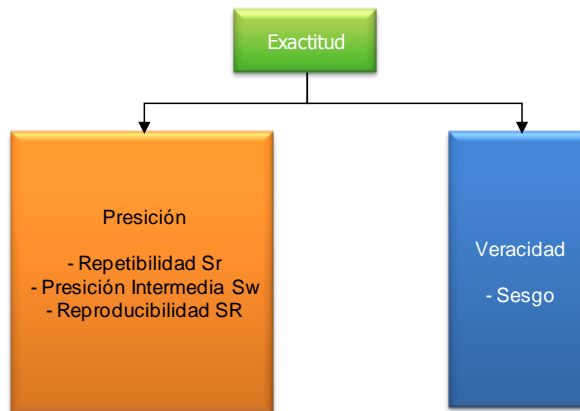 Exactitud
Presición
- Repetibilidad Sr
- Presición Intermedia Sw
- Reproducibilidad SR
Veracidad
- Sesgo